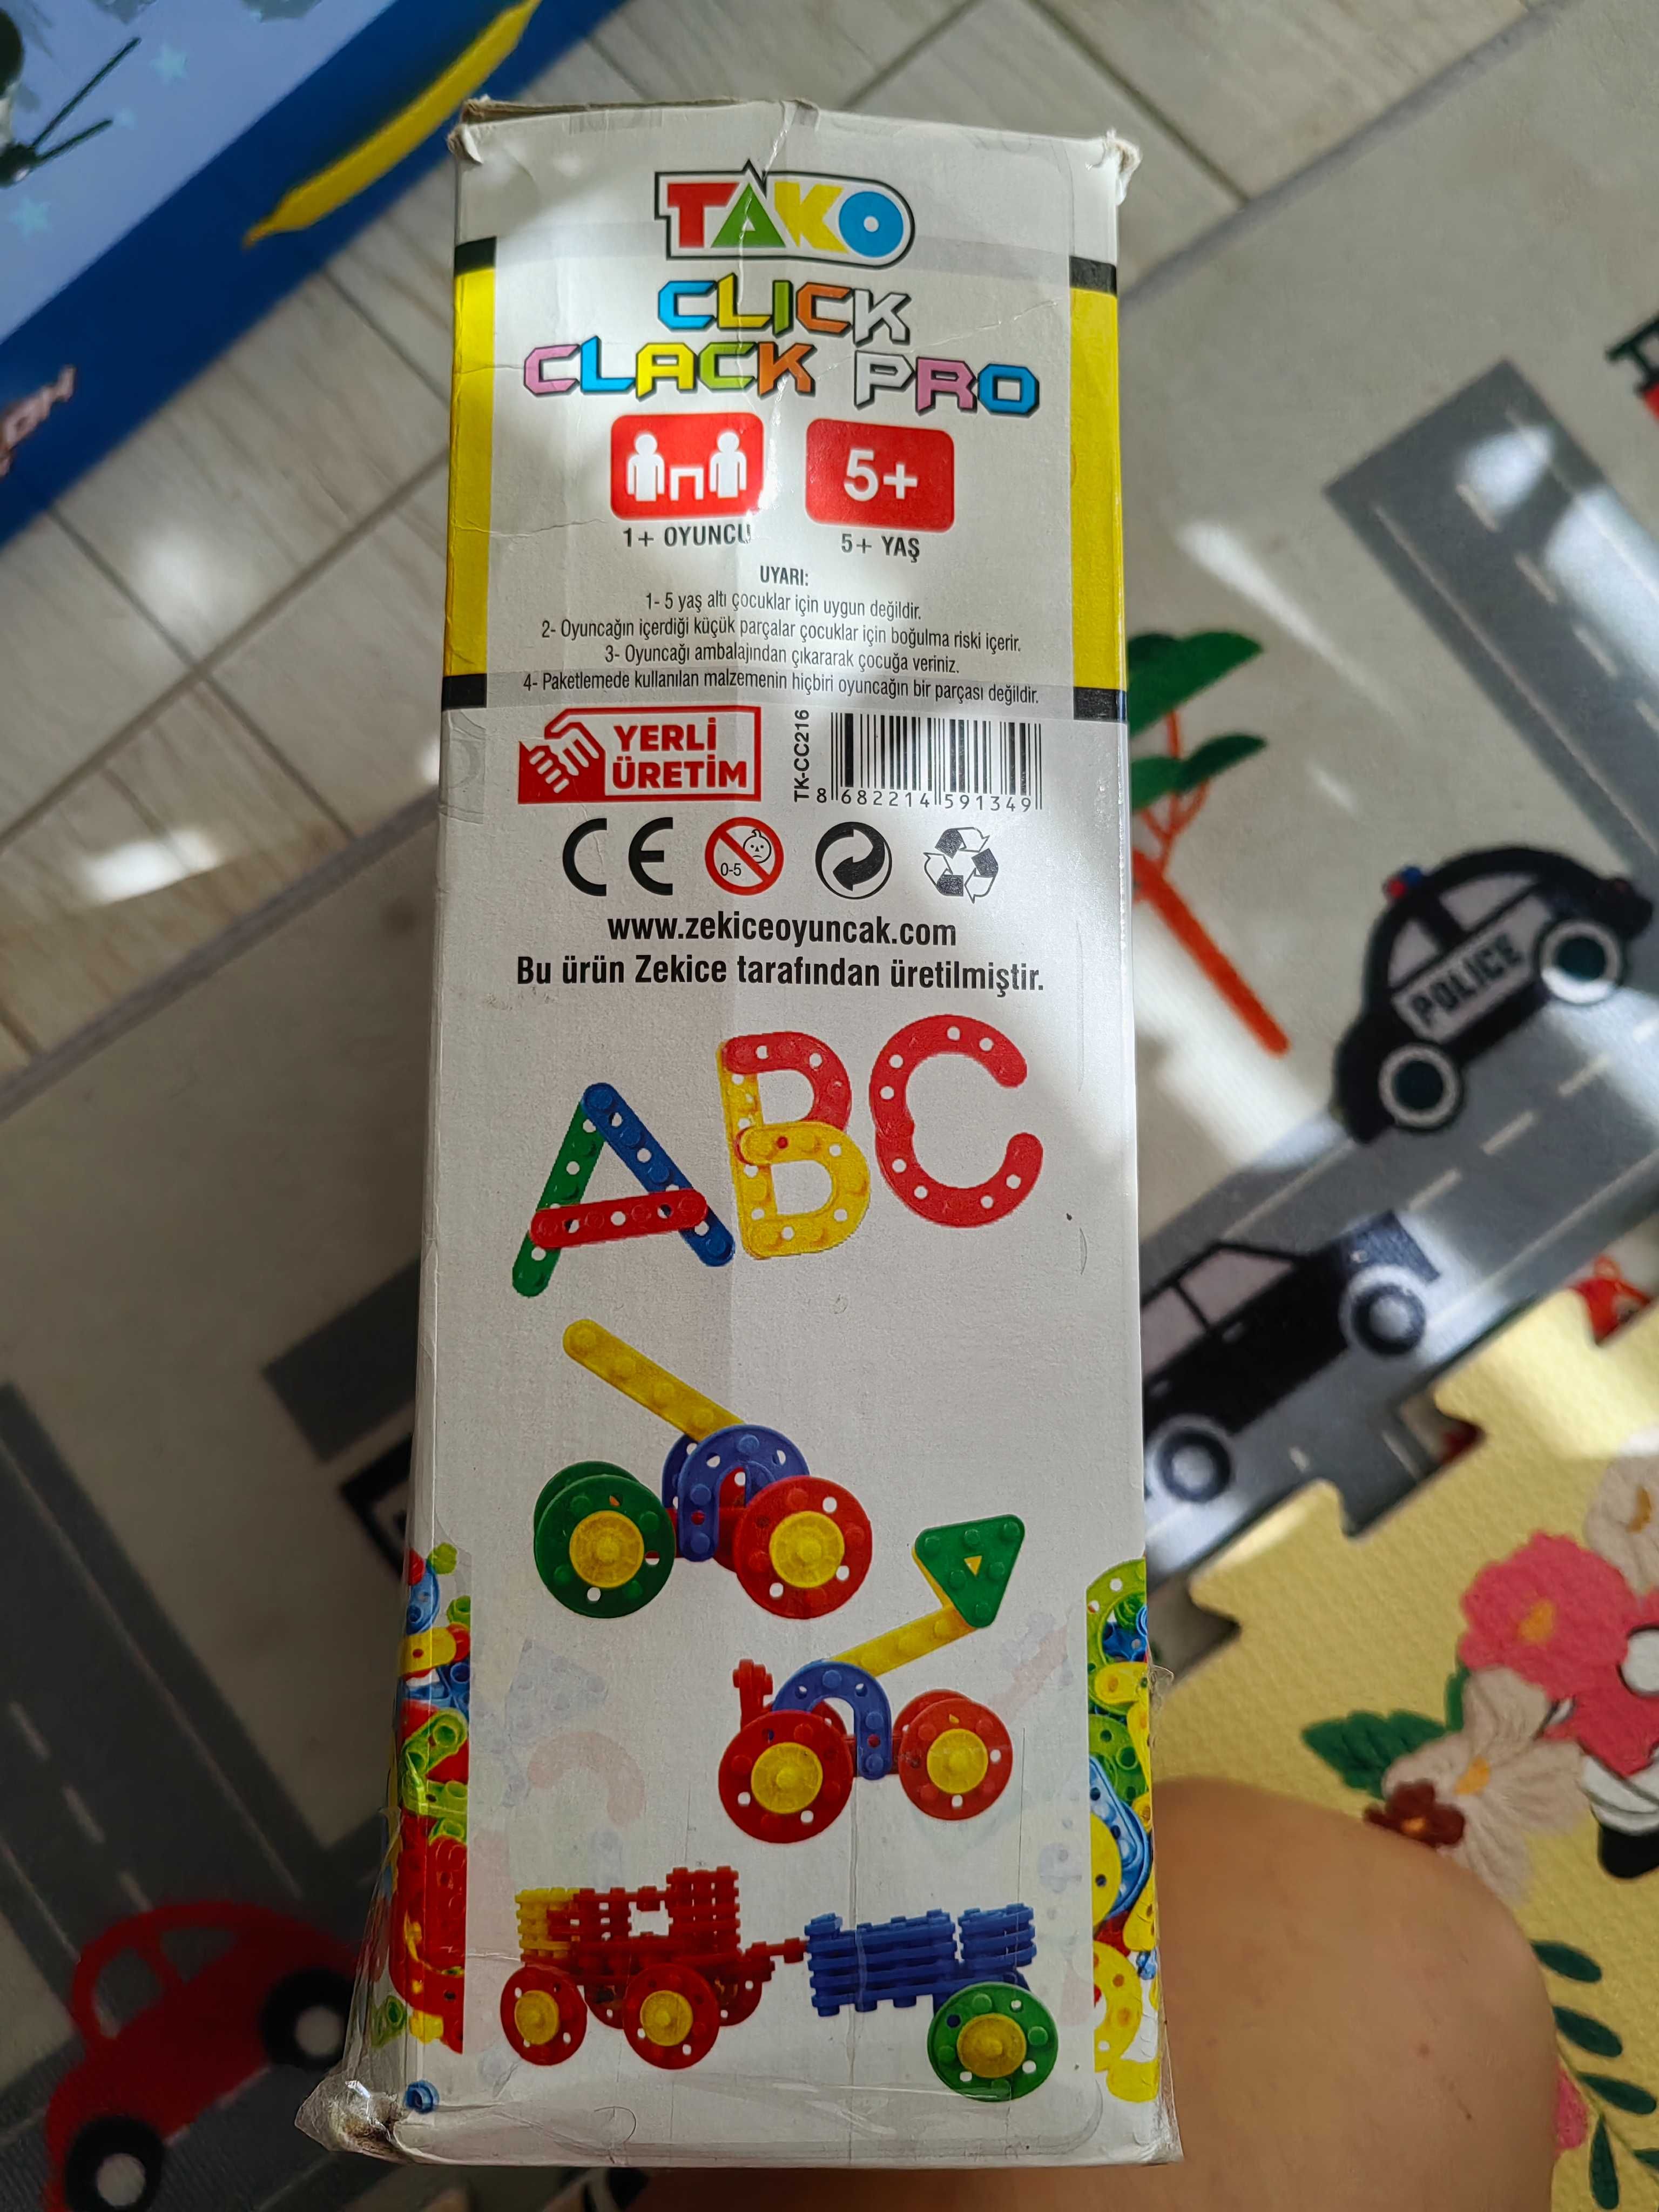 TAKO
CLICK
CLACK PRO
5+
1+ OYUNCU
5+ YAŞ
UYARI:
1- 5 yaş altı çocuklar için uygun değildir.
2- Oyuncağın içerdiği küçük parçalar çocuklar için boğulma riski içerir.
3- Oyuncağı ambalajından çıkararak çocuğa veriniz.
4- Paketlemede kullanılan malzemenin hiçbiri oyuncağın bir parçası değildir.
YERLİ
ÜRETİM
TK-CC216
8 682214 591349
CE
0-5
www.zekiceoyuncak.com
Bu ürün Zekice tarafından üretilmiştir.
ABC
POLICE